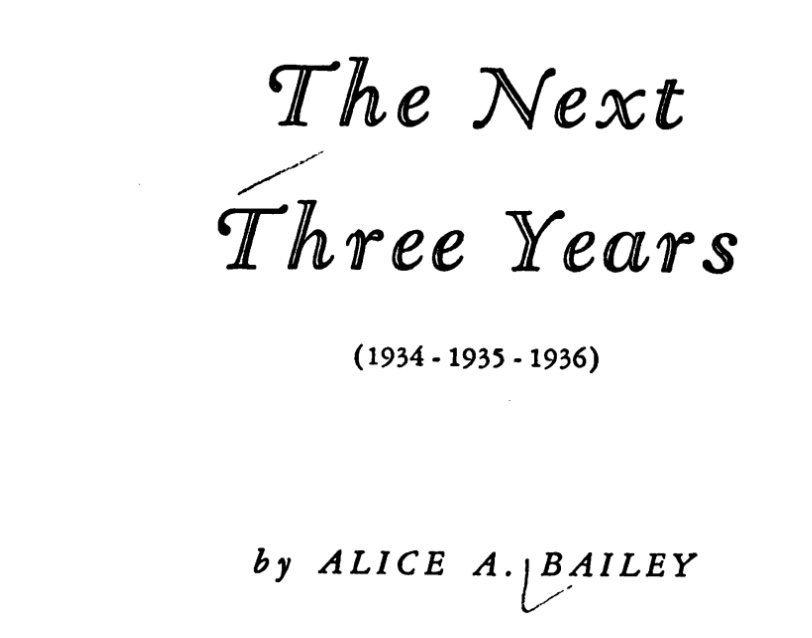 The Next
Three Years
(1934 - 1935 - 1936)
by ALICE A. BAILEY